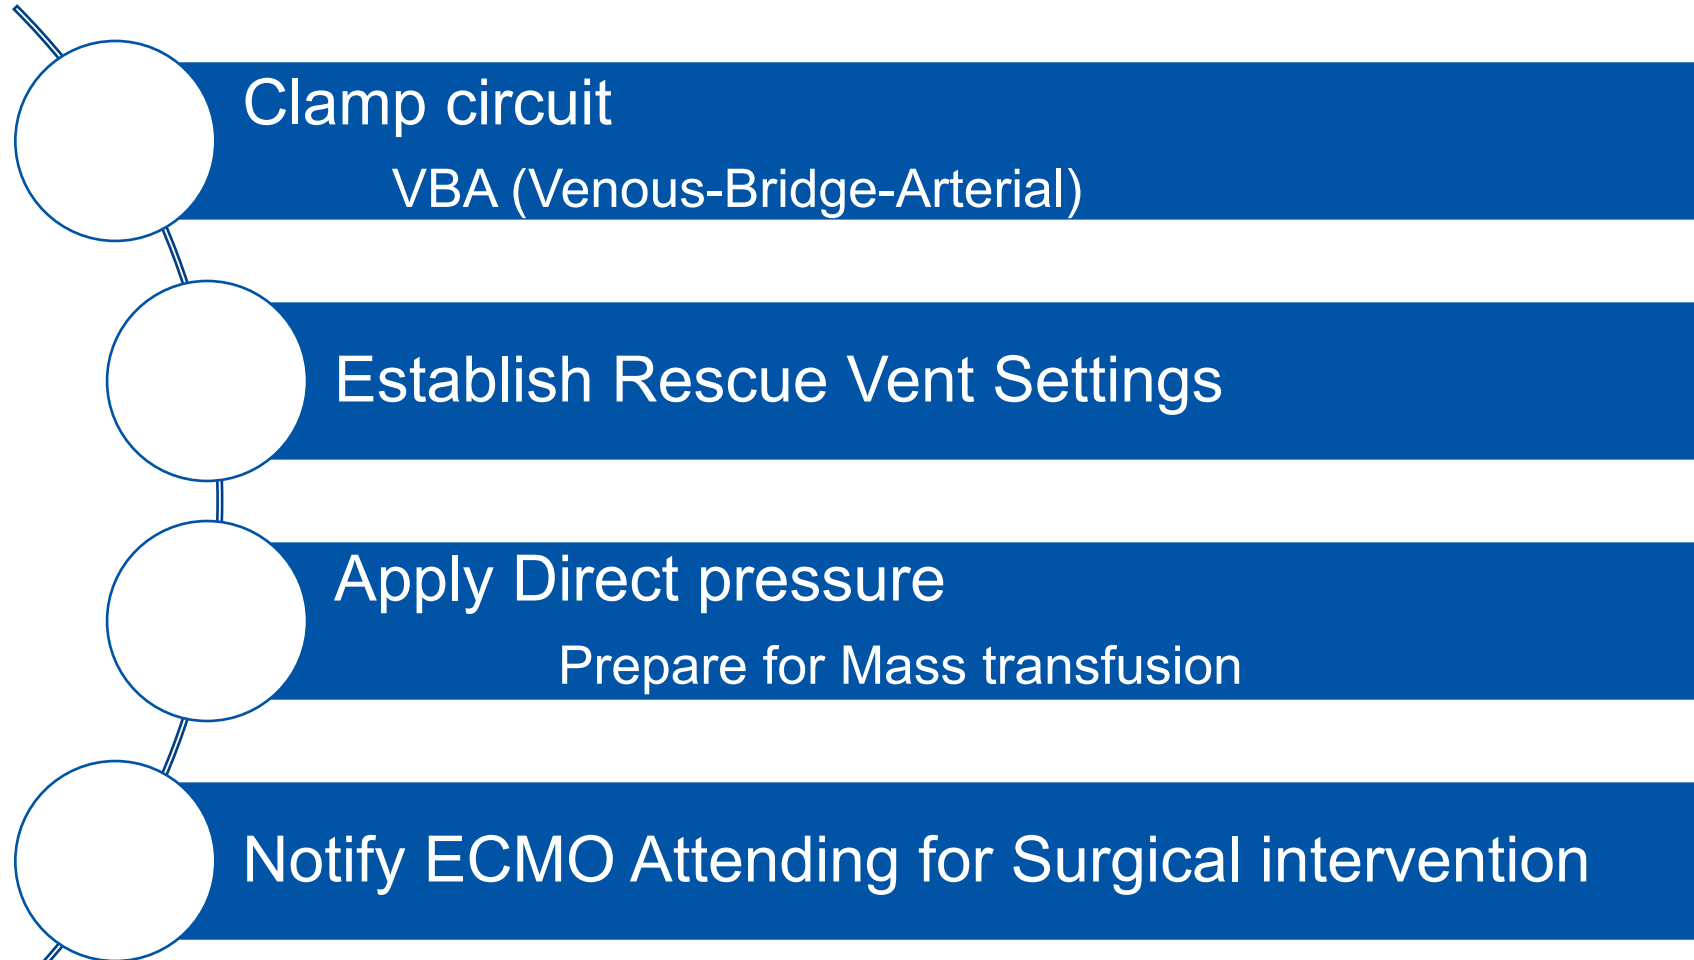 Clamp circuit
VBA (Venous-Bridge-Arterial)
Establish Rescue Vent Settings
Apply Direct pressure
Prepare for Mass transfusion
Notify ECMO Attending for Surgical intervention